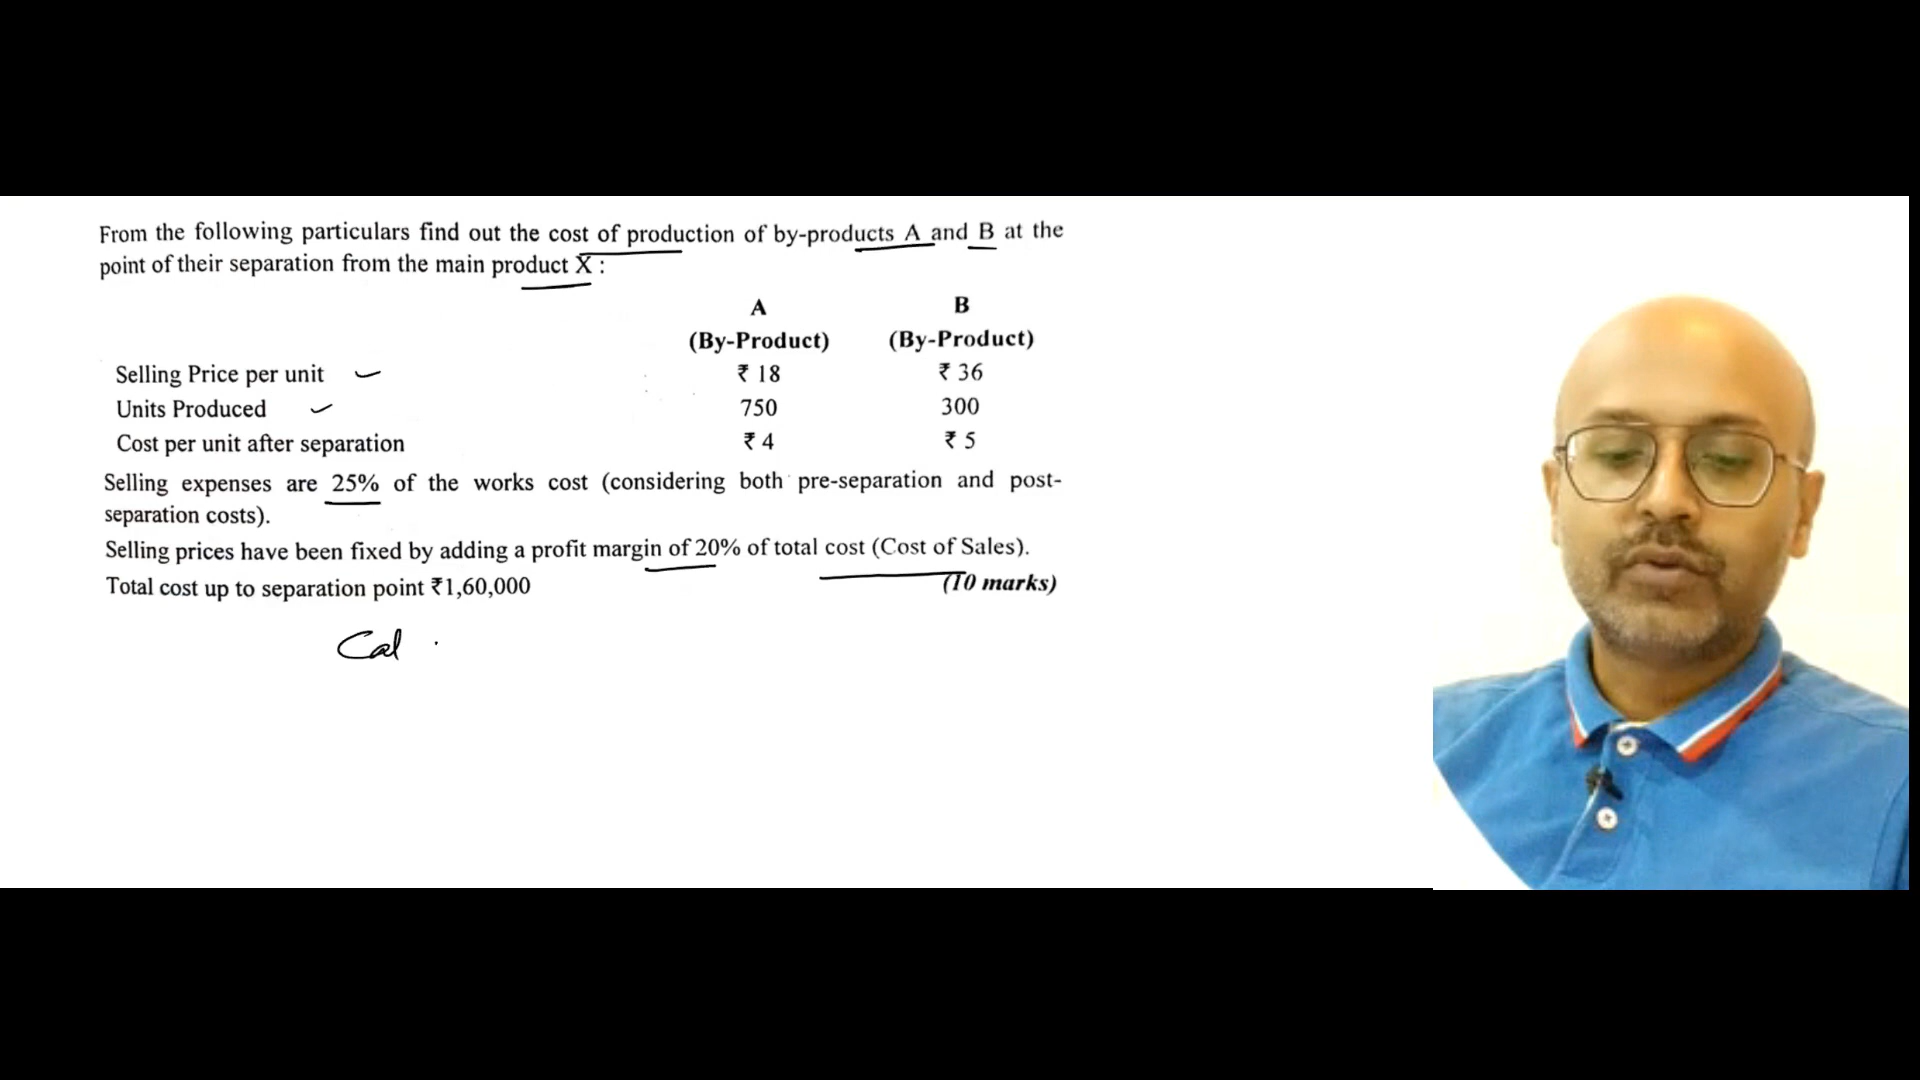 From the following particulars find out the cost of production of by-products A and B at the
point of their separation from the main product X :
A B
(By-Product) (By-Product)
Selling Price per unit ₹ 18 ₹ 36
Units Produced 750 300
Cost per unit after separation ₹ 4 ₹ 5
Selling expenses are 25% of the works cost (considering both pre-separation and post-
separation costs).
Selling prices have been fixed by adding a profit margin of 20% of total cost (Cost of Sales).
Total cost up to separation point ₹1,60,000 (10 marks)
Cal